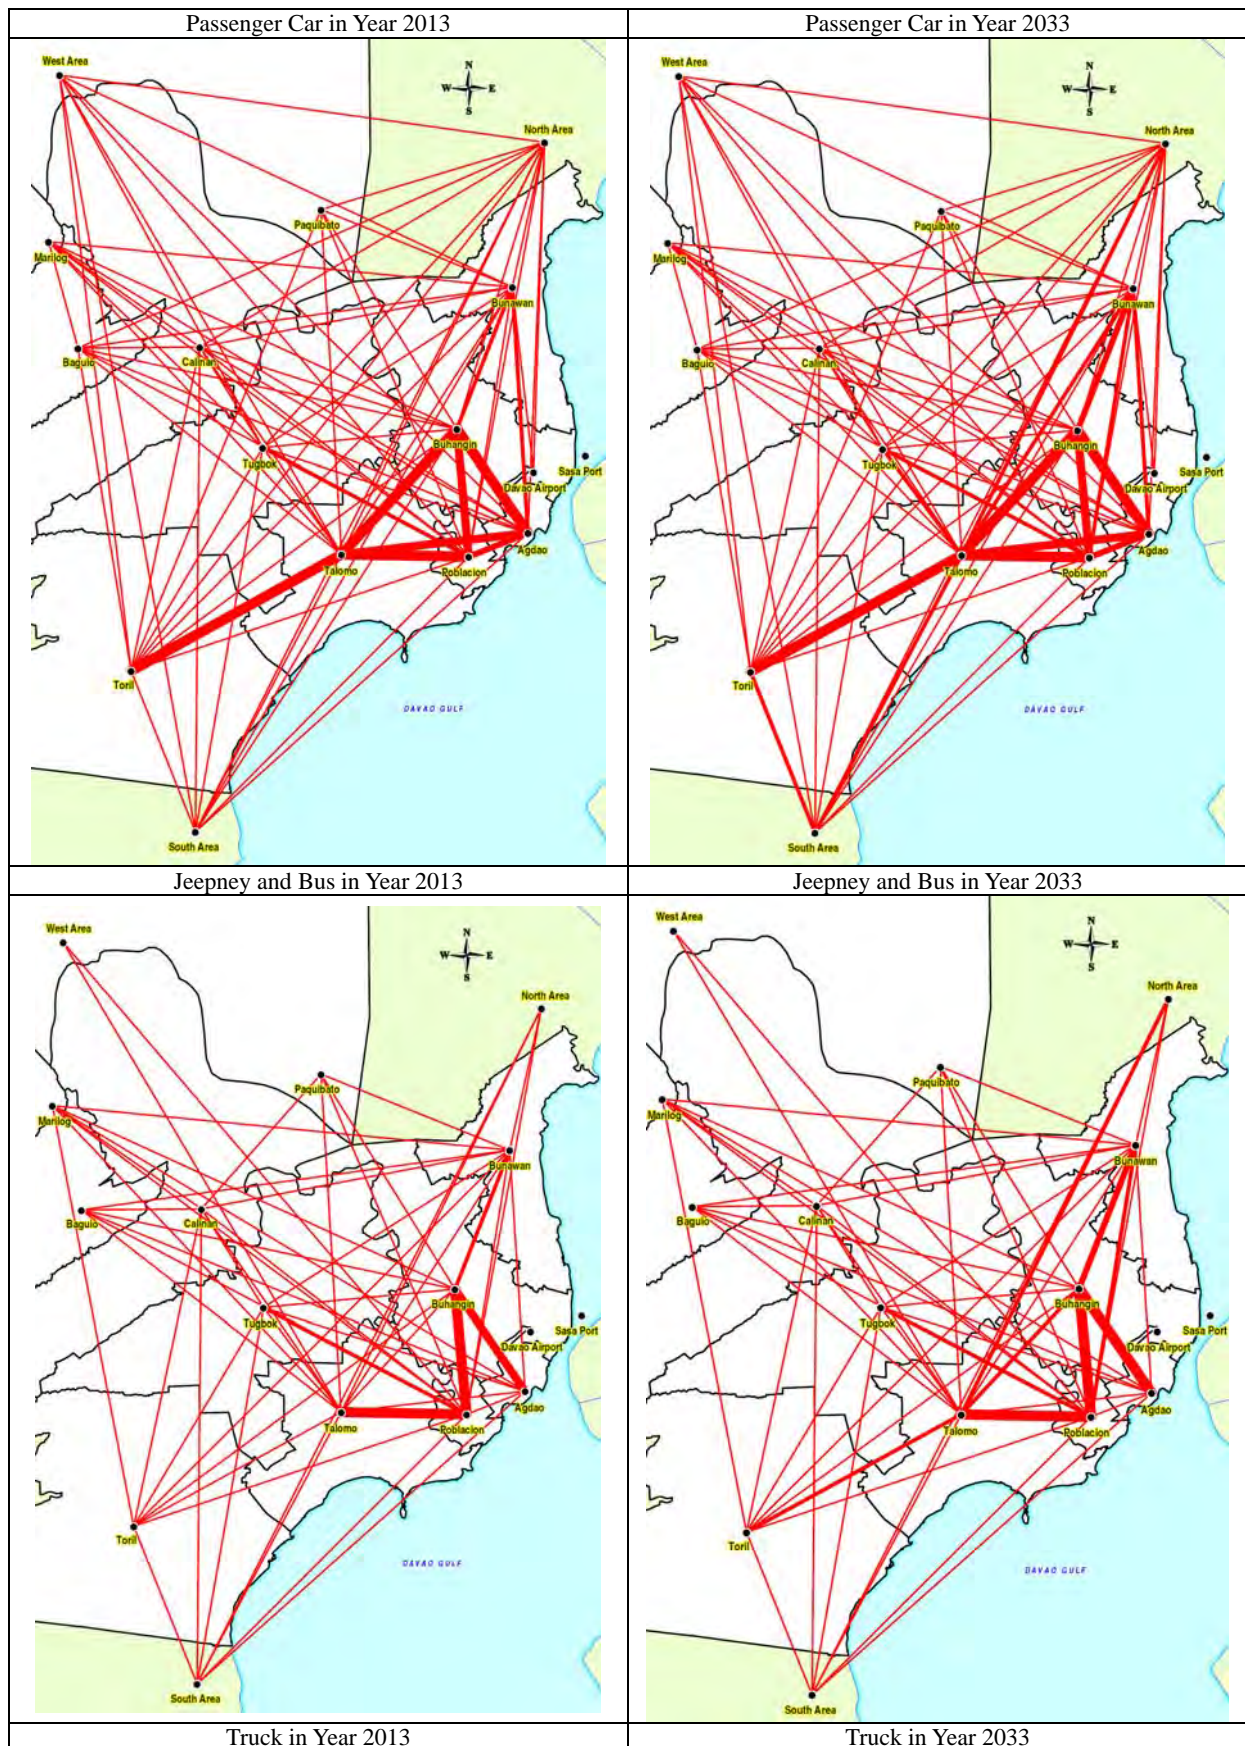 Passenger Car in Year 2013
Passenger Car in Year 2033
West Area
N
W E
S
North Area
Paquibato
Marilog
Bunawan
Baguio
Calinan
Buhangin
Tugbok
Sasa Port
Davao Airport
Agdao
Talomo
Poblacion
Toril
DAVAO GULF
South Area
West Area
N
W E
S
North Area
Paquibato
Marilog
Bunawan
Baguio
Calinan
Buhangin
Tugbok
Sasa Port
Davao Airport
Agdao
Talomo
Poblacion
Toril
DAVAO GULF
South Area
Jeepney and Bus in Year 2013
Jeepney and Bus in Year 2033
West Area
N
W E
S
North Area
Paquibato
Marilog
Bunawan
Baguio
Calinan
Buhangin
Tugbok
Sasa Port
Davao Airport
Agdao
Talomo
Poblacion
Toril
DAVAO GULF
South Area
West Area
N
W E
S
North Area
Paquibato
Marilog
Bunawan
Baguio
Calinan
Buhangin
Tugbok
Sasa Port
Davao Airport
Agdao
Talomo
Poblacion
Toril
DAVAO GULF
South Area
Truck in Year 2013
Truck in Year 2033